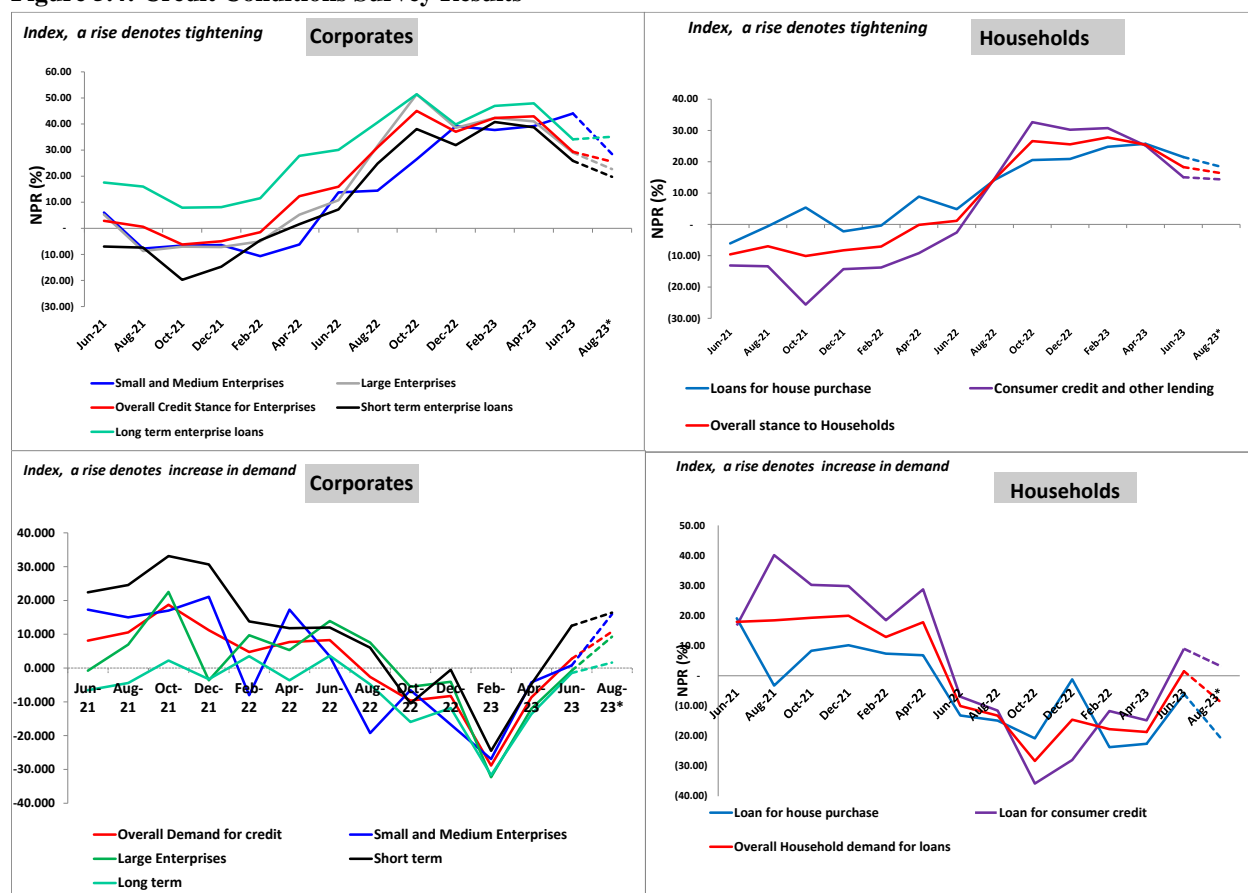 Figure 3.4: Credit Conditions Survey Results
Index, a rise denotes tightening
Corporates
NPR (%)
60.00
50.00
40.00
30.00
20.00
10.00
-
(10.00)
(20.00)
(30.00)
Jun-21
Aug-21
Oct-21
Dec-21
Feb-22
Apr-22
Jun-22
Aug-22
Oct-22
Dec-22
Feb-23
Apr-23
Jun-23
Aug-23*
Small and Medium Enterprises
Large Enterprises
Overall Credit Stance for Enterprises
Short term enterprise loans
Long term enterprise loans
Index, a rise denotes tightening
Households
NPR (%)
40.00
30.00
20.00
10.00
-
(10.00)
(20.00)
(30.00)
Jun-21
Aug-21
Oct-21
Dec-21
Feb-22
Apr-22
Jun-22
Aug-22
Oct-22
Dec-22
Feb-23
Apr-23
Jun-23
Aug-23*
Loans for house purchase
Consumer credit and other lending
Overall stance to Households
Index, a rise denotes increase in demand
Corporates
40.000
30.000
20.000
10.000
0.000
-10.000
-20.000
-30.000
-40.000
Jun-21
Aug-21
Oct-21
Dec-21
Feb-22
Apr-22
Jun-22
Aug-22
Oct-22
Dec-22
Feb-23
Apr-23
Jun-23
Aug-23*
Overall Demand for credit
Small and Medium Enterprises
Large Enterprises
Short term
Long term
Index, a rise denotes increase in demand
Households
NPR (%)
50.00
40.00
30.00
20.00
10.00
-
(10.00)
(20.00)
(30.00)
(40.00)
Jun-21
Aug-21
Oct-21
Dec-21
Feb-22
Apr-22
Jun-22
Aug-22
Oct-22
Dec-22
Feb-22
Apr-23
Jun-23
Aug-23*
Loan for house purchase
Loan for consumer credit
Overall Household demand for loans